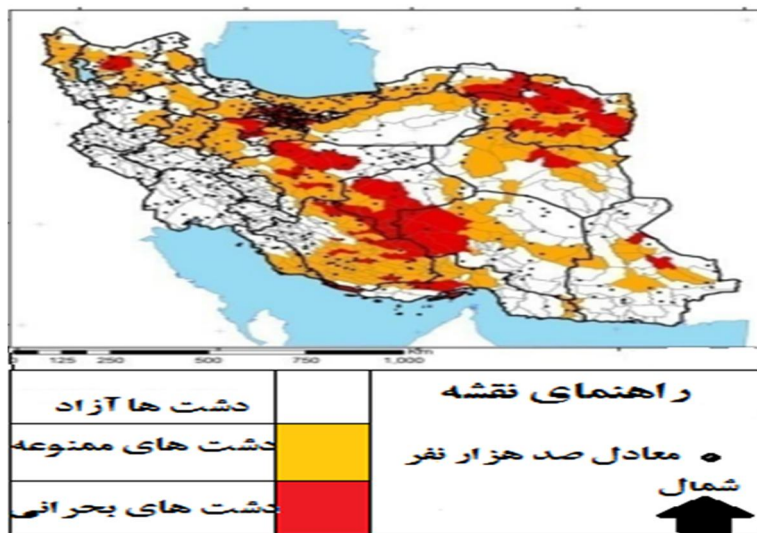 Km
0 125 250 500 750 1,000
راهنمای نقشه
معادل صد هزار نفر
شمال
دشت ها آزاد
دشت های ممنوعه
دشت های بحرانی